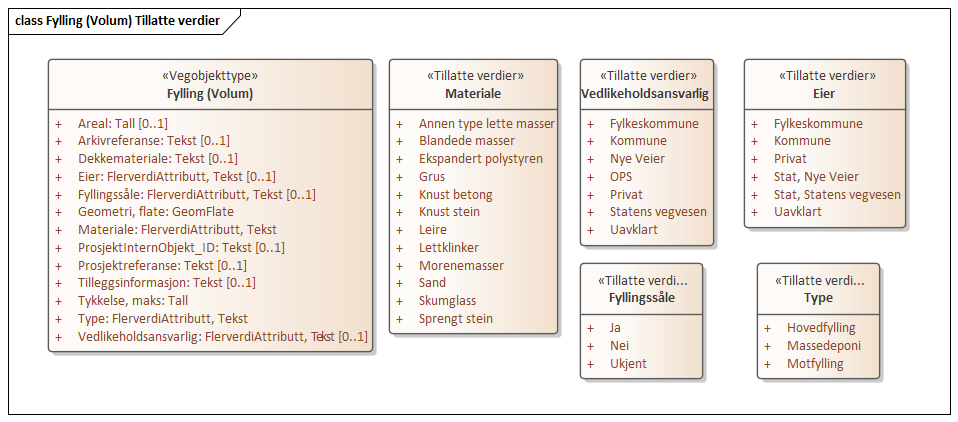 class Fylling (Volum) Tillatte verdier
«Vegobjekttype»
Fylling (Volum)
+ Areal: Tall [0..1]
+ Arkivreferanse: Tekst [0..1]
+ Dekkemateriale: Tekst [0..1]
+ Eier: FlerverdiAttributt, Tekst [0..1]
+ Fyllingssåle: FlerverdiAttributt, Tekst [0..1]
+ Geometri, flate: GeomFlate
+ Materiale: FlerverdiAttributt, Tekst
+ ProsjektInternObjekt_ID: Tekst [0..1]
+ Prosjektreferanse: Tekst [0..1]
+ Tilleggsinformasjon: Tekst [0..1]
+ Tykkelse, maks: Tall
+ Type: FlerverdiAttributt, Tekst
+ Vedlikeholdsansvarlig: FlerverdiAttributt, Tekst [0..1]
«Tillatte verdier»
Materiale
+ Annen type lette masser
+ Blandede masser
+ Ekspandert polystyren
+ Grus
+ Knust betong
+ Knust stein
+ Leire
+ Lettklinker
+ Morenemasser
+ Sand
+ Skumglass
+ Sprengt stein
«Tillatte verdier»
Vedlikeholdsansvarlig
+ Fylkeskommune
+ Kommune
+ Nye Veier
+ OPS
+ Privat
+ Statens vegvesen
+ Uavklart
«Tillatte verdier»
Eier
+ Fylkeskommune
+ Kommune
+ Privat
+ Stat, Nye Veier
+ Stat, Statens vegvesen
+ Uavklart
«Tillatte verdi...
Fyllingssåle
+ Ja
+ Nei
+ Ukjent
«Tillatte verdi...
Type
+ Hovedfylling
+ Massedeponi
+ Motfylling